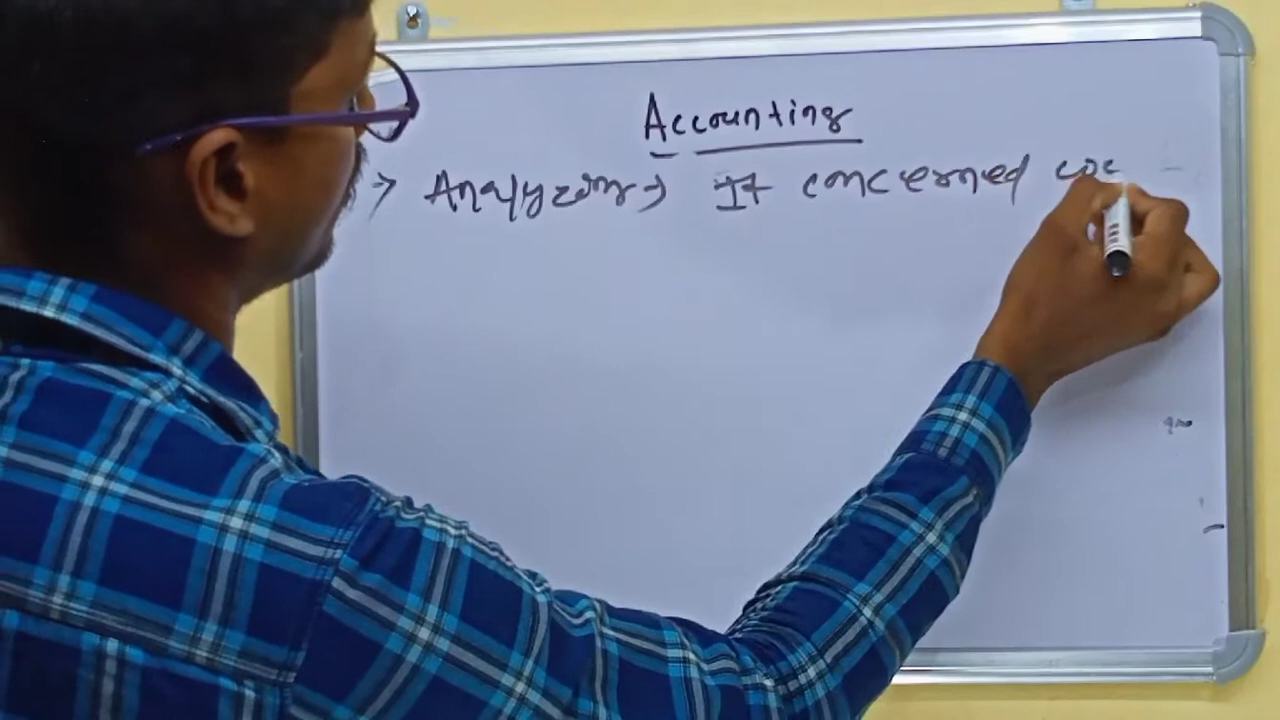 Accounting
→ Analyzing → It concerned